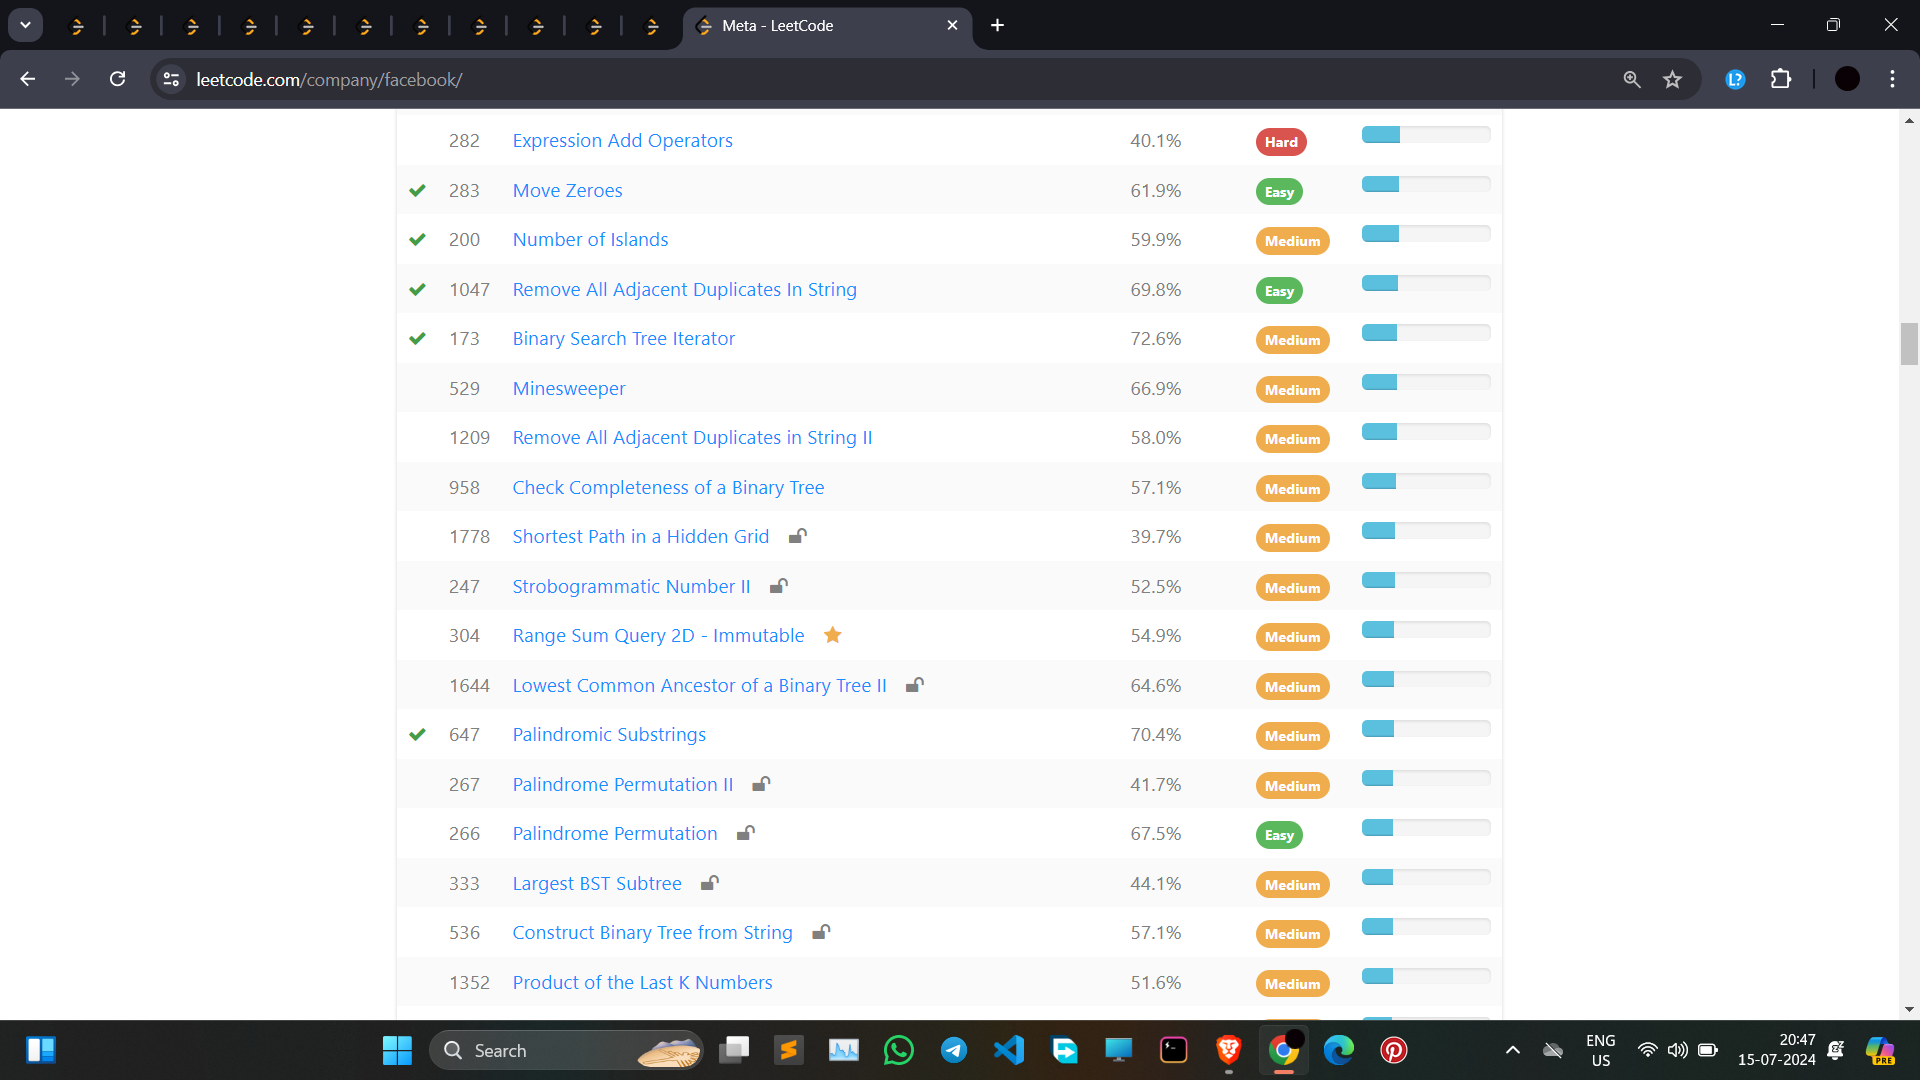 Meta - LeetCode
leetcode.com/company/facebook/
282 Expression Add Operators 40.1% Hard
283 Move Zeroes 61.9% Easy
200 Number of Islands 59.9% Medium
1047 Remove All Adjacent Duplicates In String 69.8% Easy
173 Binary Search Tree Iterator 72.6% Medium
529 Minesweeper 66.9% Medium
1209 Remove All Adjacent Duplicates in String II 58.0% Medium
958 Check Completeness of a Binary Tree 57.1% Medium
1778 Shortest Path in a Hidden Grid 39.7% Medium
247 Strobogrammatic Number II 52.5% Medium
304 Range Sum Query 2D - Immutable 54.9% Medium
1644 Lowest Common Ancestor of a Binary Tree II 64.6% Medium
647 Palindromic Substrings 70.4% Medium
267 Palindrome Permutation II 41.7% Medium
266 Palindrome Permutation 67.5% Easy
333 Largest BST Subtree 44.1% Medium
536 Construct Binary Tree from String 57.1% Medium
1352 Product of the Last K Numbers 51.6% Medium
Search
ENG
US
20:47
15-07-2024
PRE